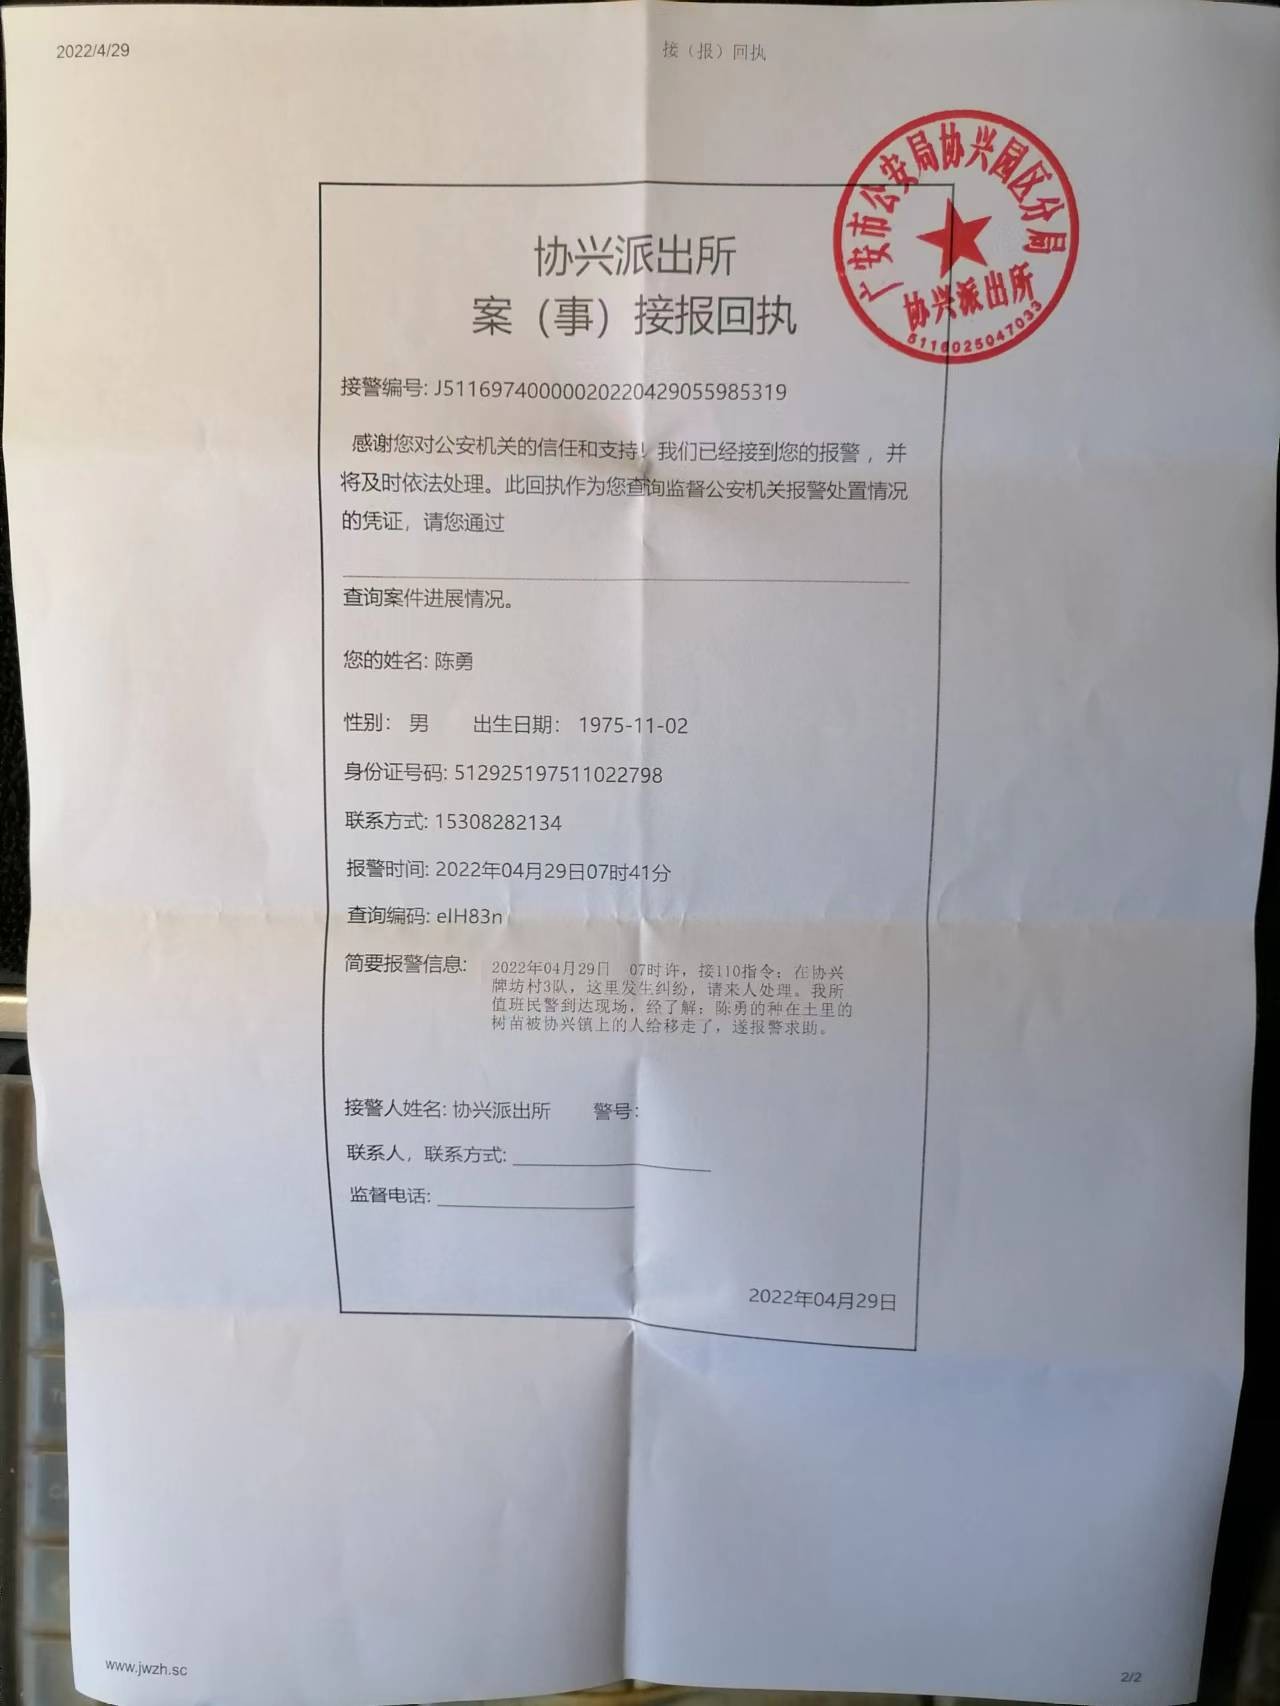 2022/4/29
接（报）回执
广安市公安局协兴园区分局
协兴派出所
5116025047033
协兴派出所
案（事）接报回执
接警编号: J5116974000002022042905598​5319
感谢您对公安机关的信任和支持！我们已经接到您的报警，并
将及时依法处理。此回执作为您查询监督公安机关报警处置情况
的凭证，请您通过
查询案件进展情况。
您的姓名: 陈勇
性别： 男 出生日期： 1975-11-02
身份证号码: 512925197511022798
联系方式: 15308282134
报警时间: 2022年04月29日07时41分
查询编码: eIH83n
简要报警信息: 2022年04月29日 07时许，接110指令：在协兴
牌坊村3队，这里发生纠纷，请来人处理。我所
值班民警到达现场，经了解：陈勇的种在土里的
树苗被协兴镇上的人给移走了，遂报警求助。
接警人姓名: 协兴派出所 警号:
联系人，联系方式:
监督电话:
2022年04月29日
www.jwzh.sc
2/2